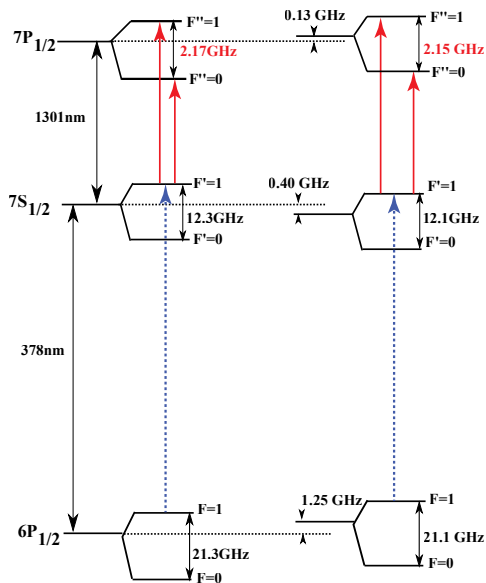 7P1/2
F''=1
2.17GHz
F''=0
0.13 GHz
F''=1
2.15 GHz
F''=0
1301nm
7S1/2
F'=1
12.3GHz
F'=0
0.40 GHz
F'=1
12.1GHz
F'=0
378nm
6P1/2
F=1
21.3GHz
F=0
1.25 GHz
F=1
21.1 GHz
F=0